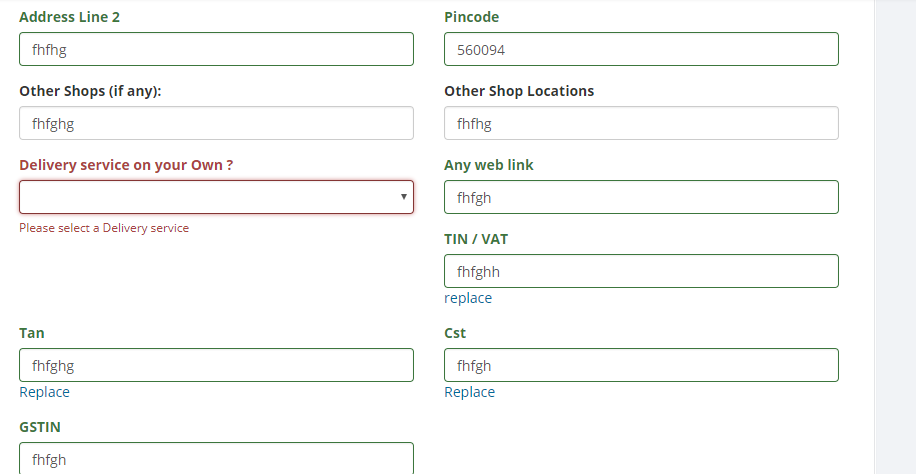 Address Line 2
fhfhg
Pincode
560094
Other Shops (if any):
fhfghg
Other Shop Locations
fhfhg
Delivery service on your Own ?
Please select a Delivery service
Any web link
fhfgh
TIN / VAT
fhfghh
replace
Tan
fhfghg
Replace
Cst
fhfgh
Replace
GSTIN
fhfgh